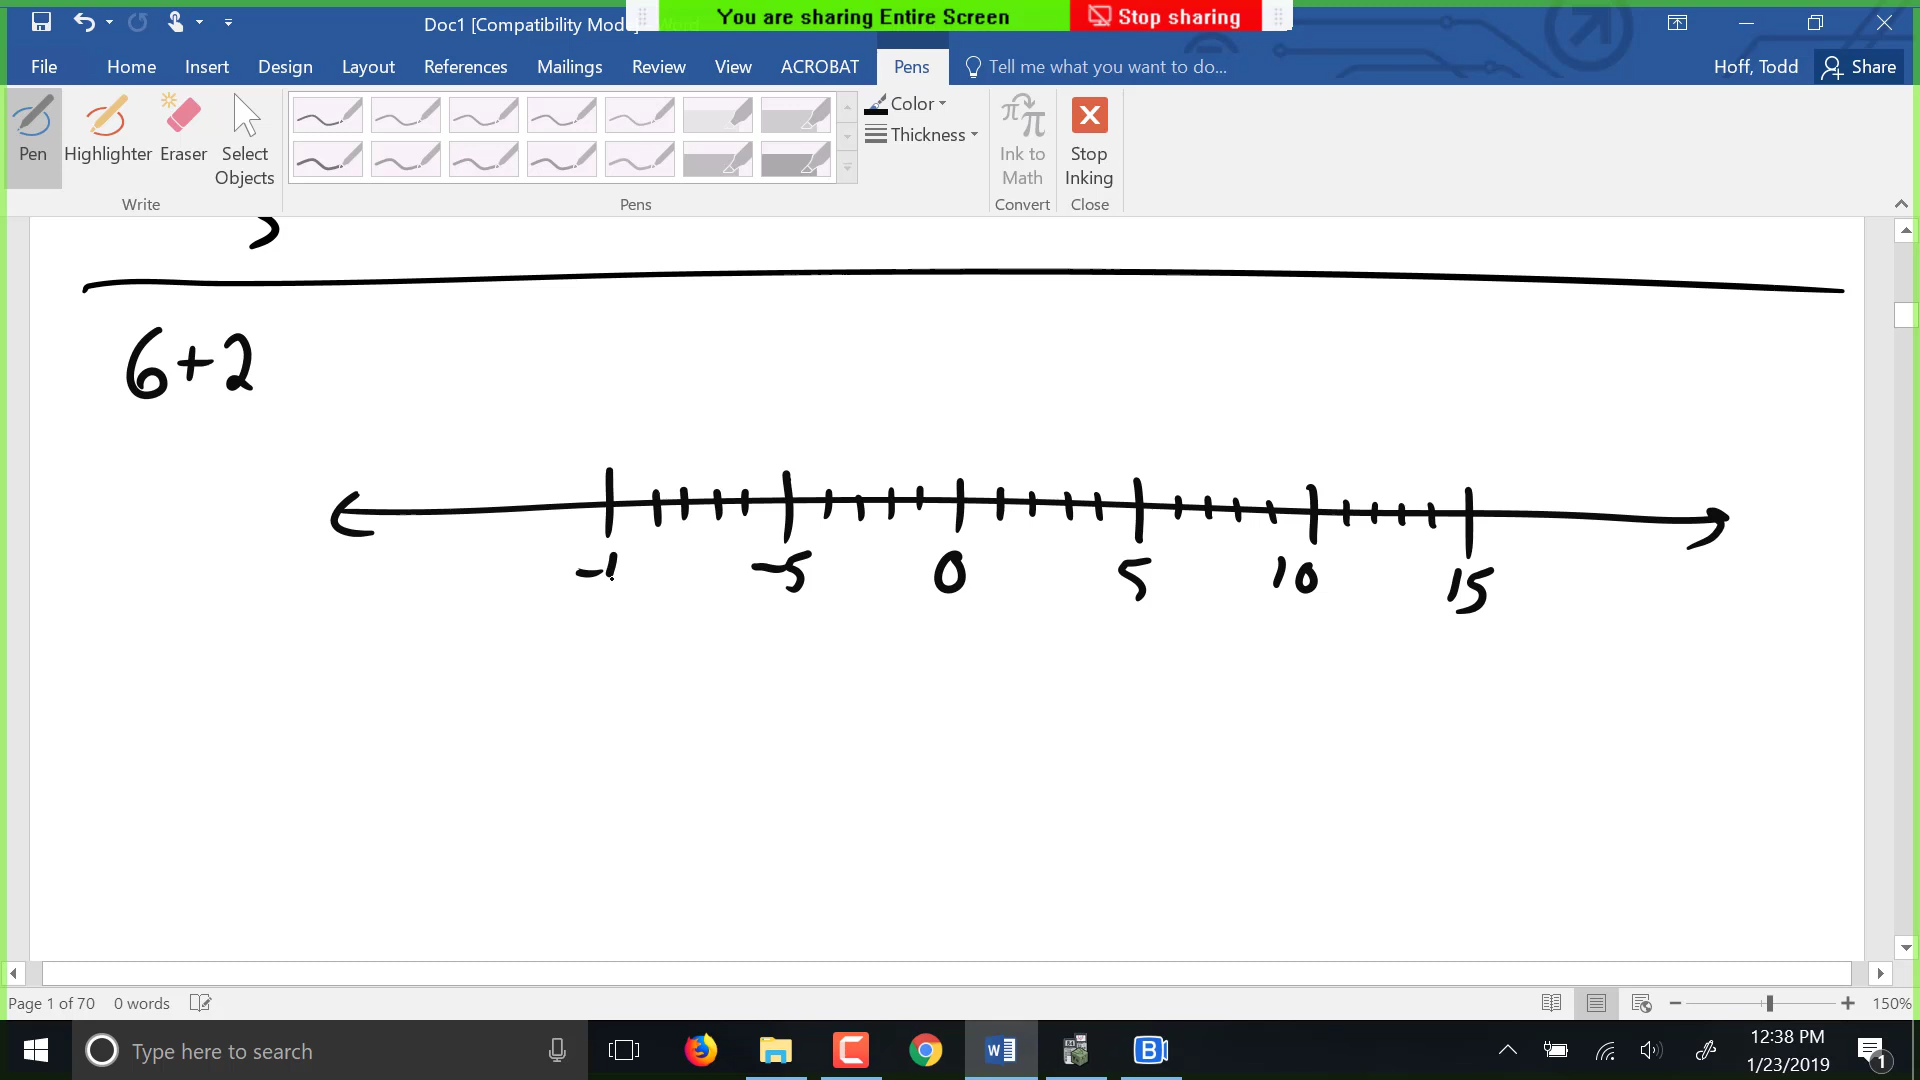 Doc1 [Compatibility Mod
You are sharing Entire Screen
Stop sharing
File Home Insert Design Layout References Mailings Review View ACROBAT Pens Tell me what you want to do... Hoff, Todd Share
Pen Highlighter Eraser Select Objects
Color
Thickness
Ink to Math
Stop Inking
Write Pens Convert Close
6+2
-1 -5 0 5 10 15
Page 1 of 70 0 words 150%
Type here to search
12:38 PM
1/23/2019
1